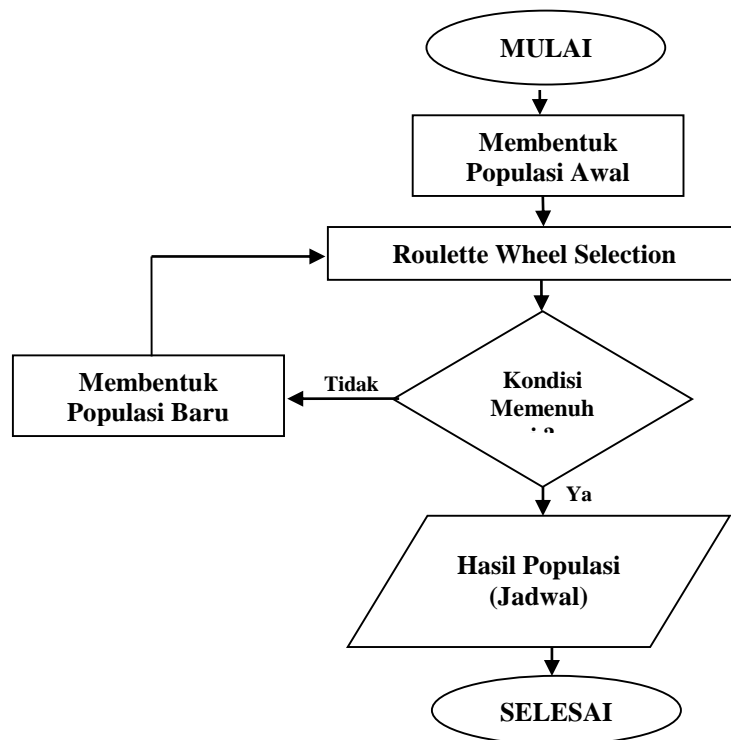 MULAI
Membentuk
Populasi Awal
Roulette Wheel Selection
Kondisi
Memenuh
Tidak
Membentuk
Populasi Baru
Ya
Hasil Populasi
(Jadwal)
SELESAI